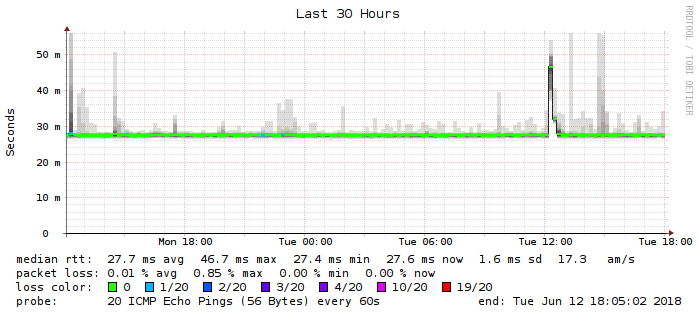 Last 30 Hours
RRDTOOL / TOBI OETIKER
Seconds
50 m
40 m
30 m
20 m
10 m
0
Mon 18:00 Tue 00:00 Tue 06:00 Tue 12:00 Tue 18:00
median rtt: 27.7 ms avg 46.7 ms max 27.4 ms min 27.6 ms now 1.6 ms sd 17.3 am/s
packet loss: 0.01 % avg 0.85 % max 0.00 % min 0.00 % now
loss color: 0 1/20 2/20 3/20 4/20 10/20 19/20
probe: 20 ICMP Echo Pings (56 Bytes) every 60s end: Tue Jun 12 18:05:02 2018